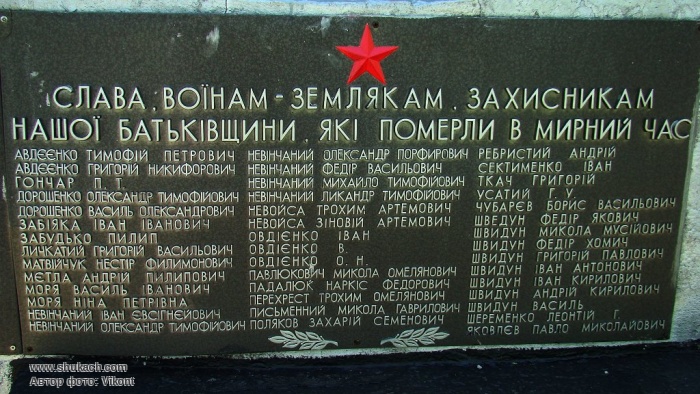 СЛАВА ВОЇНАМ - ЗЕМЛЯКАМ, ЗАХИСНИКАМ
НАШОЇ БАТЬКІВЩИНИ, ЯКІ ПОМЕРЛИ В МИРНИЙ ЧАС
АВДЄЄНКО ТИМОФІЙ ПЕТРОВИЧ
АВДЄЄНКО ГРИГОРІЙ НИКИФОРОВИЧ
ГОНЧАР П. Т.
ДОРОШЕНКО ОЛЕКСАНДР ТИМОФІЙОВИЧ
ДОРОШЕНКО ВАСИЛЬ ОЛЕКСАНДРОВИЧ
ЗАБІЯКА ІВАН ІВАНОВИЧ
ЗАБУДЬКО ПИЛИП
ЛИЧКАТИЙ ГРИГОРІЙ ВАСИЛЬОВИЧ
МАТВІЙЧУК НЕСТІР ФИЛИМОНОВИЧ
МЄТЛА АНДРІЙ ПИЛИПОВИЧ
МОРЯ ВАСИЛЬ ІВАНОВИЧ
МОРЯ НІНА ПЕТРІВНА
НЕВІНЧАНИЙ ІВАН ЄВСІГНЄЙОВИЧ
НЕВІНЧАНИЙ ОЛЕКСАНДР ТИМОФІЙОВИЧ
НЕВІНЧАНИЙ ОЛЕКСАНДР ПОРФИРОВИЧ
НЕВІНЧАНИЙ ФЕДІР ВАСИЛЬОВИЧ
НЕВІНЧАНИЙ МИХАЙЛО ТИМОФІЙОВИЧ
НЕВІНЧАНИЙ ЛИКАНДР ТИМОФІЙОВИЧ
НЕВОЙСА ТРОХИМ АРТЕМОВИЧ
НЕВОЙСА ЗІНОВІЙ АРТЕМОВИЧ
ОВДІЄНКО ІВАН
ОВДІЄНКО В.
ОВДІЄНКО О. Н.
ПАВЛЮКОВИЧ МИКОЛА ОМЕЛЯНОВИЧ
ПАДАЛЮК НАРКІС ФЕДОРОВИЧ
ПЕРЕХРЕСТ ТРОХИМ ОМЕЛЯНОВИЧ
ПИСЬМЕННИЙ МИКОЛА ГАВРИЛОВИЧ
ПОЛЯКОВ ЗАХАРІЙ СЕМЕНОВИЧ
РЕБРИСТИЙ АНДРІЙ
СЕКТИМЕНКО ІВАН
ТКАЧ ГРИГОРІЙ
УСАТИЙ Г. У.
ЧУБАРЄВ БОРИС ВАСИЛЬОВИЧ
ШВЕДУН ФЕДІР ЯКОВИЧ
ШВИДУН МИКОЛА МУСІЙОВИЧ
ШВИДУН ФЕДІР ХОМИЧ
ШВИДУН ГРИГОРІЙ ПАВЛОВИЧ
ШВИДУН ІВАН АНТОНОВИЧ
ШВИДУН ІВАН КИРИЛОВИЧ
ШВИДУН АНДРІЙ КИРИЛОВИЧ
ШВИДУН ВАСИЛЬ
ШЕРЕМЕНКО ЛЕОНТІЙ Г.
ЯКОВЛЄВ ПАВЛО МИКОЛАЙОВИЧ
www.shukach.com
Автор фото: Vikont